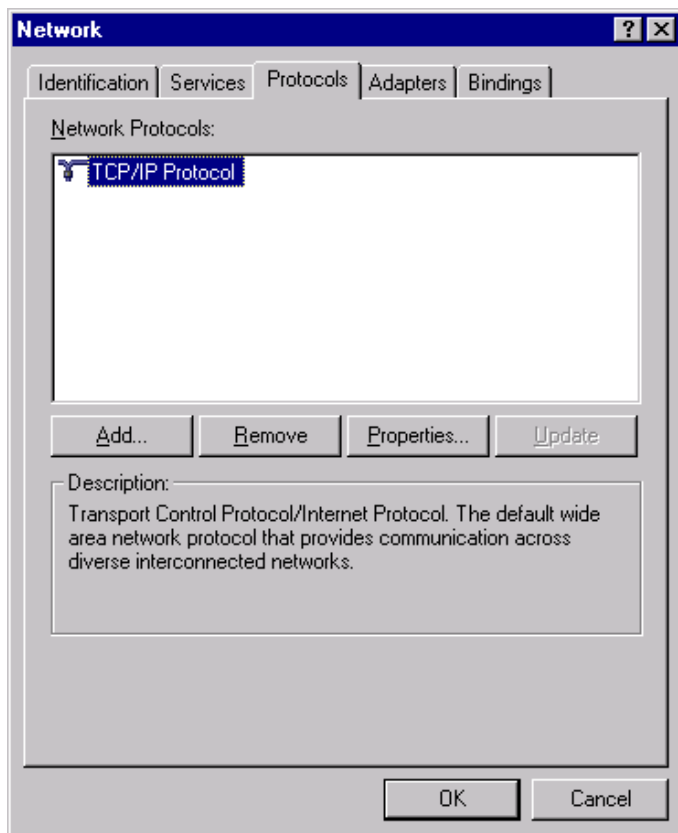 Network
Identification Services Protocols Adapters Bindings
Network Protocols:
TCP/IP Protocol
Add... Remove Properties... Update
Description:
Transport Control Protocol/Internet Protocol. The default wide
area network protocol that provides communication across
diverse interconnected networks.
OK Cancel